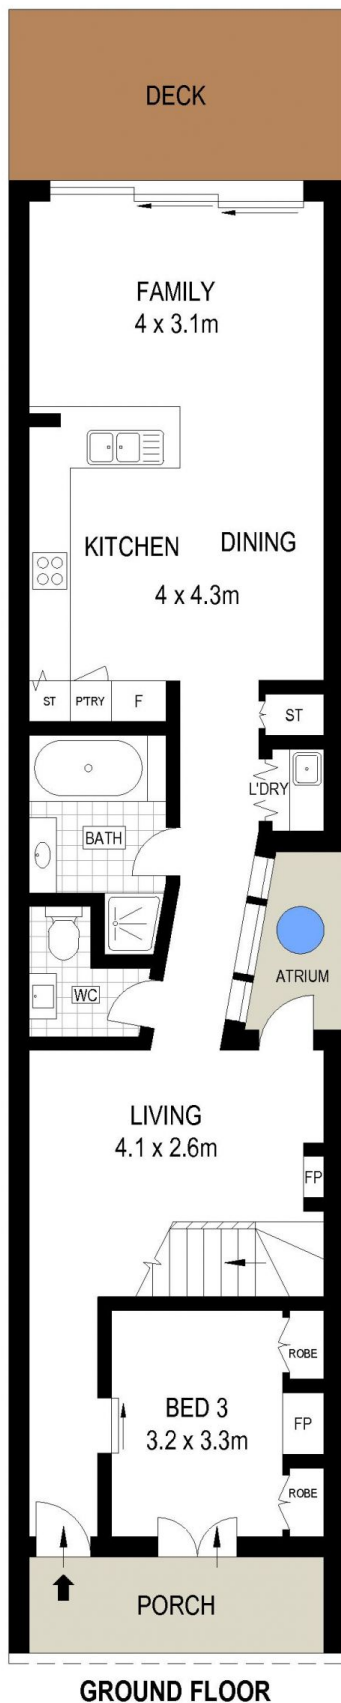 DECK
FAMILY
4 x 3.1m
KITCHEN
DINING
4 x 4.3m
ST
P'TRY
F
ST
L'DRY
BATH
ATRIUM
WC
LIVING
4.1 x 2.6m
FP
ROBE
BED 3
3.2 x 3.3m
FP
ROBE
PORCH
GROUND FLOOR